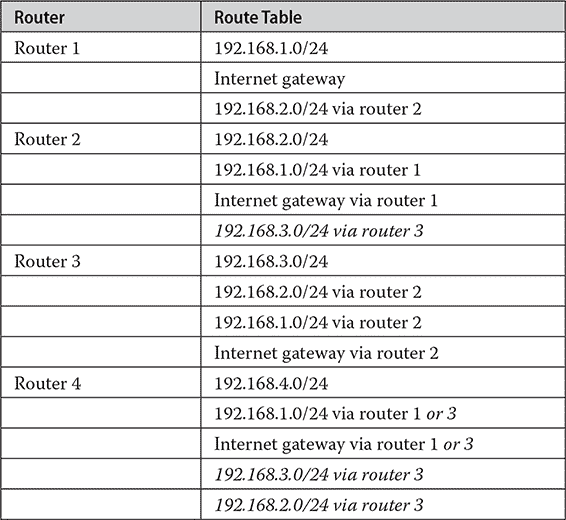 Router Route Table
Router 1 192.168.1.0/24
Internet gateway
192.168.2.0/24 via router 2
Router 2 192.168.2.0/24
192.168.1.0/24 via router 1
Internet gateway via router 1
192.168.3.0/24 via router 3
Router 3 192.168.3.0/24
192.168.2.0/24 via router 2
192.168.1.0/24 via router 2
Internet gateway via router 2
Router 4 192.168.4.0/24
192.168.1.0/24 via router 1 or 3
Internet gateway via router 1 or 3
192.168.3.0/24 via router 3
192.168.2.0/24 via router 3